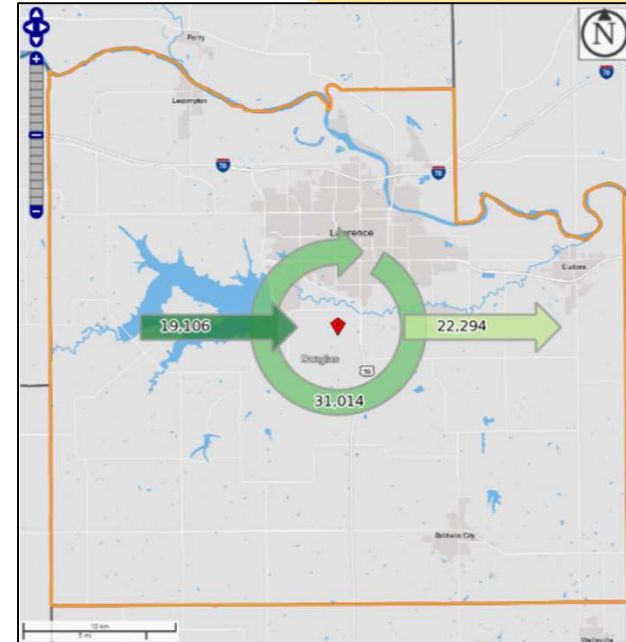 Perry
N
Lecompton
70
70
70
Lawrence
Eudora
19,106
22,294
Douglas
59
31,014
Baldwin City
10 km
5 mi
Wellsville